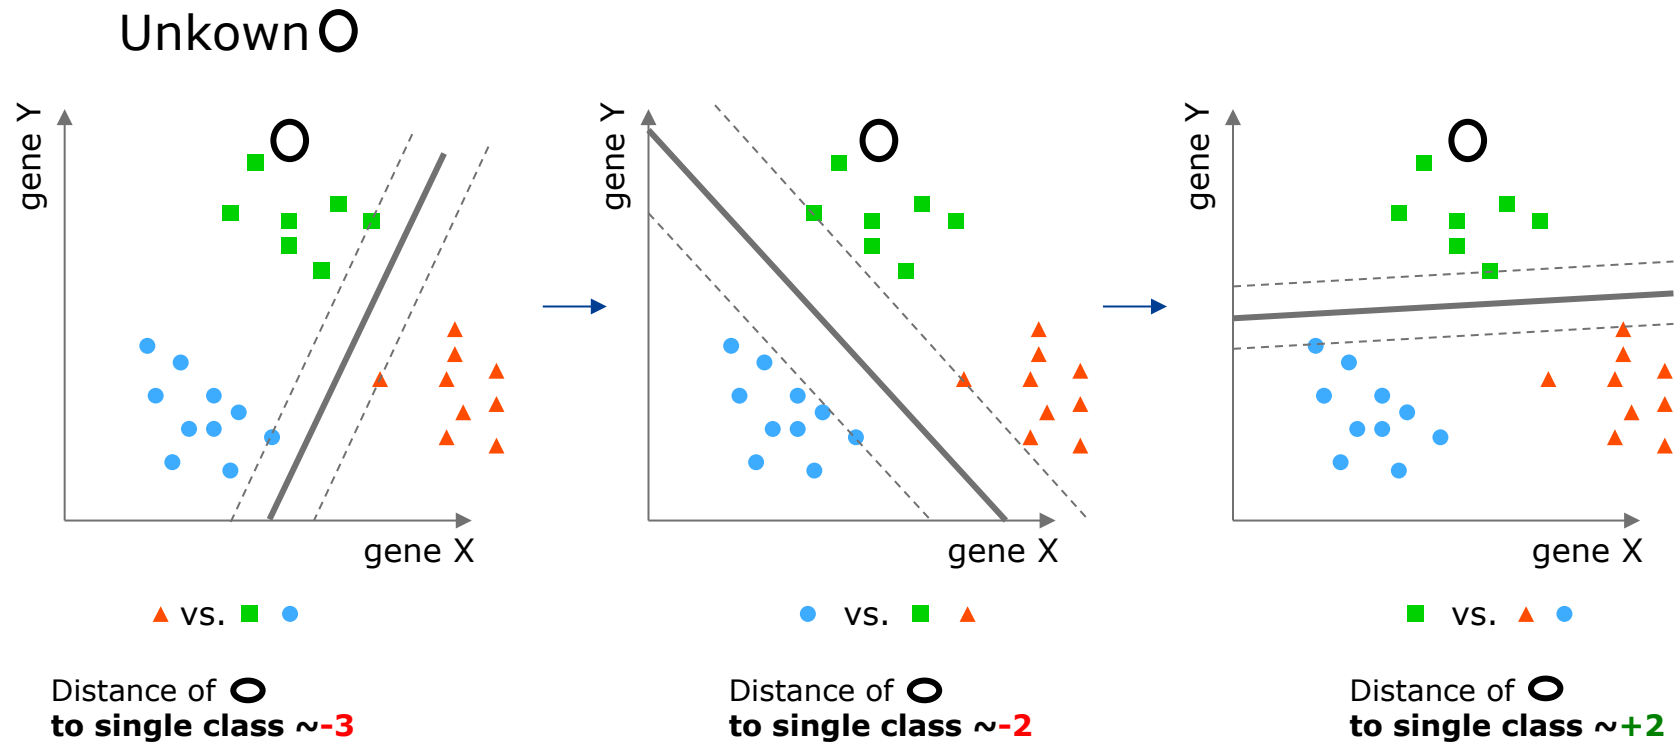 Unkown
gene Y
gene X
gene Y
gene X
gene Y
gene X
vs.
vs.
vs.
Distance of
to single class ~-3
Distance of
to single class ~-2
Distance of
to single class ~+2